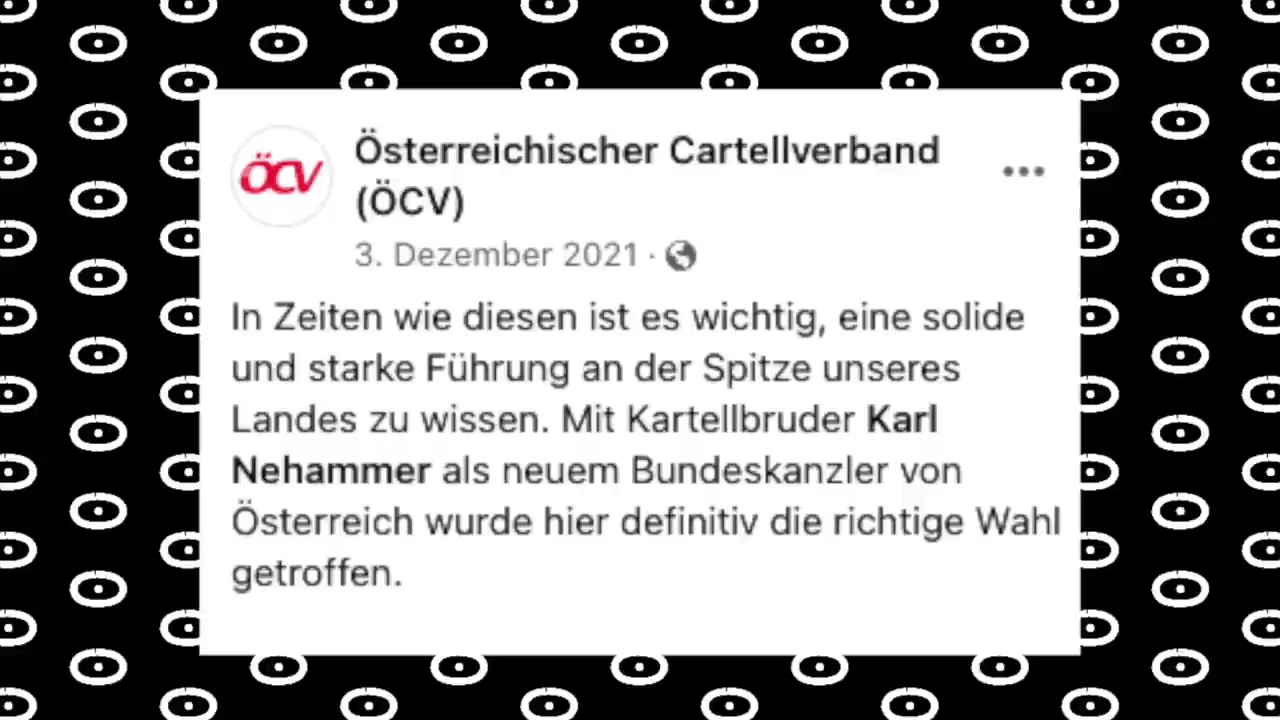 ÖCV
Österreichischer Cartellverband
(ÖCV)
3. Dezember 2021 ·
In Zeiten wie diesen ist es wichtig, eine solide
und starke Führung an der Spitze unseres
Landes zu wissen. Mit Kartellbruder Karl
Nehammer als neuem Bundeskanzler von
Österreich wurde hier definitiv die richtige Wahl
getroffen.